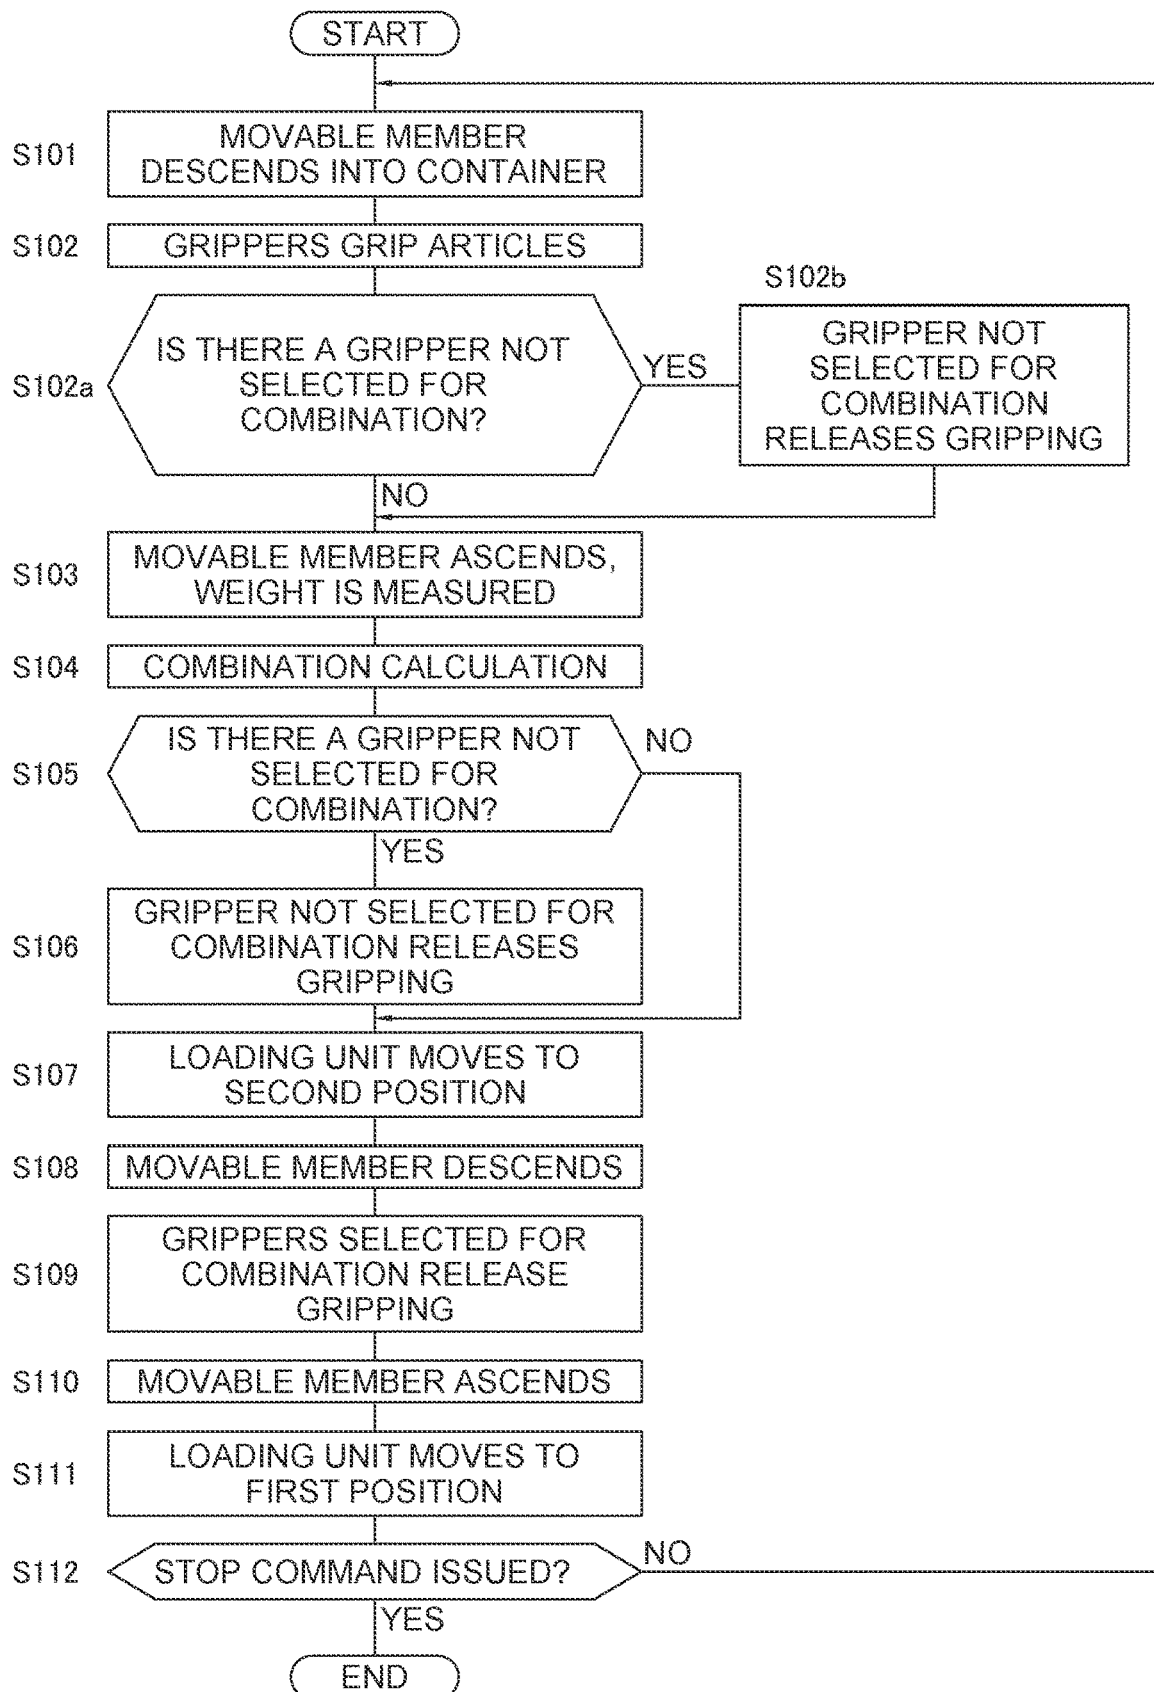 START
S101
MOVABLE MEMBER
DESCENDS INTO CONTAINER
S102
GRIPPERS GRIP ARTICLES
S102a
IS THERE A GRIPPER NOT
SELECTED FOR
COMBINATION?
YES
S102b
GRIPPER NOT
SELECTED FOR
COMBINATION
RELEASES GRIPPING
NO
S103
MOVABLE MEMBER ASCENDS,
WEIGHT IS MEASURED
S104
COMBINATION CALCULATION
S105
IS THERE A GRIPPER NOT
SELECTED FOR
COMBINATION?
NO
YES
S106
GRIPPER NOT SELECTED FOR
COMBINATION RELEASES
GRIPPING
S107
LOADING UNIT MOVES TO
SECOND POSITION
S108
MOVABLE MEMBER DESCENDS
S109
GRIPPERS SELECTED FOR
COMBINATION RELEASE
GRIPPING
S110
MOVABLE MEMBER ASCENDS
S111
LOADING UNIT MOVES TO
FIRST POSITION
S112
STOP COMMAND ISSUED?
NO
YES
END